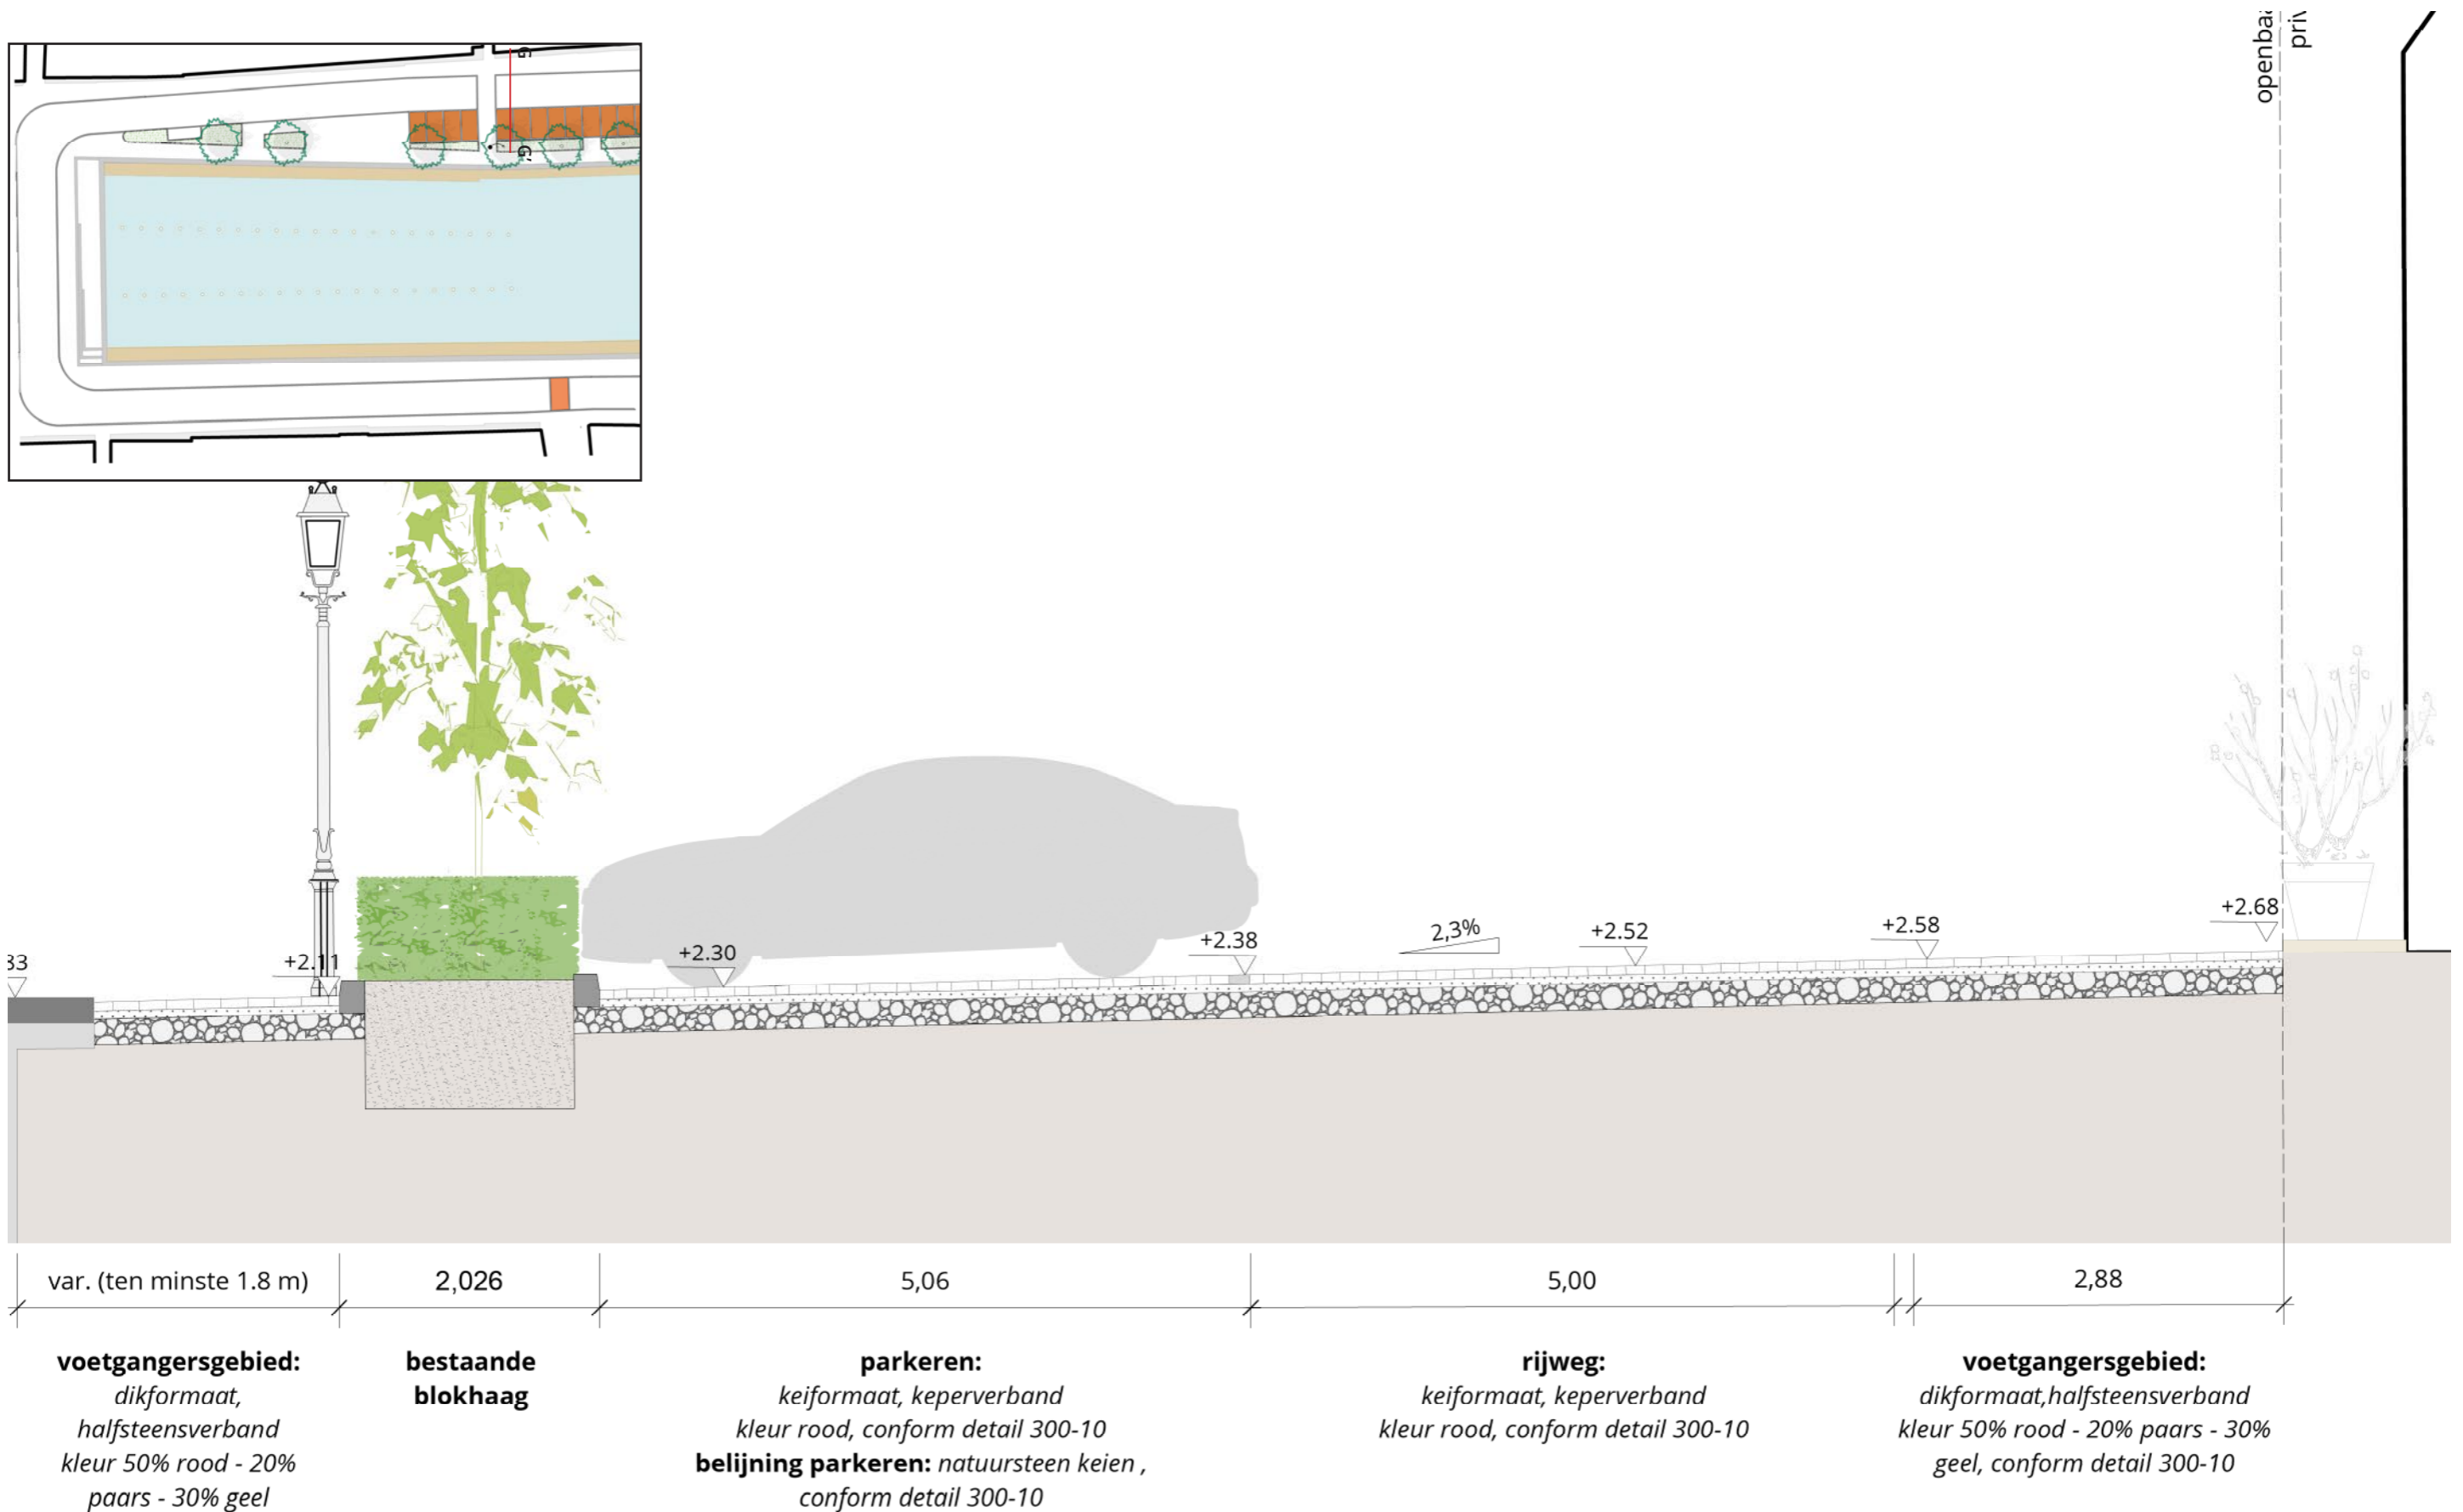 openbaa
priv
G
G'
33
+2.11
+2.30
+2.38
2,3%
+2.52
+2.58
+2.68
var. (ten minste 1.8 m)
2,026
5,06
5,00
2,88
voetgangersgebied:
dikformaat,
halfsteensverband
kleur 50% rood - 20%
paars - 30% geel
bestaande
blokhaag
parkeren:
keiformaat, keperverband
kleur rood, conform detail 300-10
belijning parkeren: natuursteen keien ,
conform detail 300-10
rijweg:
keiformaat, keperverband
kleur rood, conform detail 300-10
voetgangersgebied:
dikformaat,halfsteensverband
kleur 50% rood - 20% paars - 30%
geel, conform detail 300-10